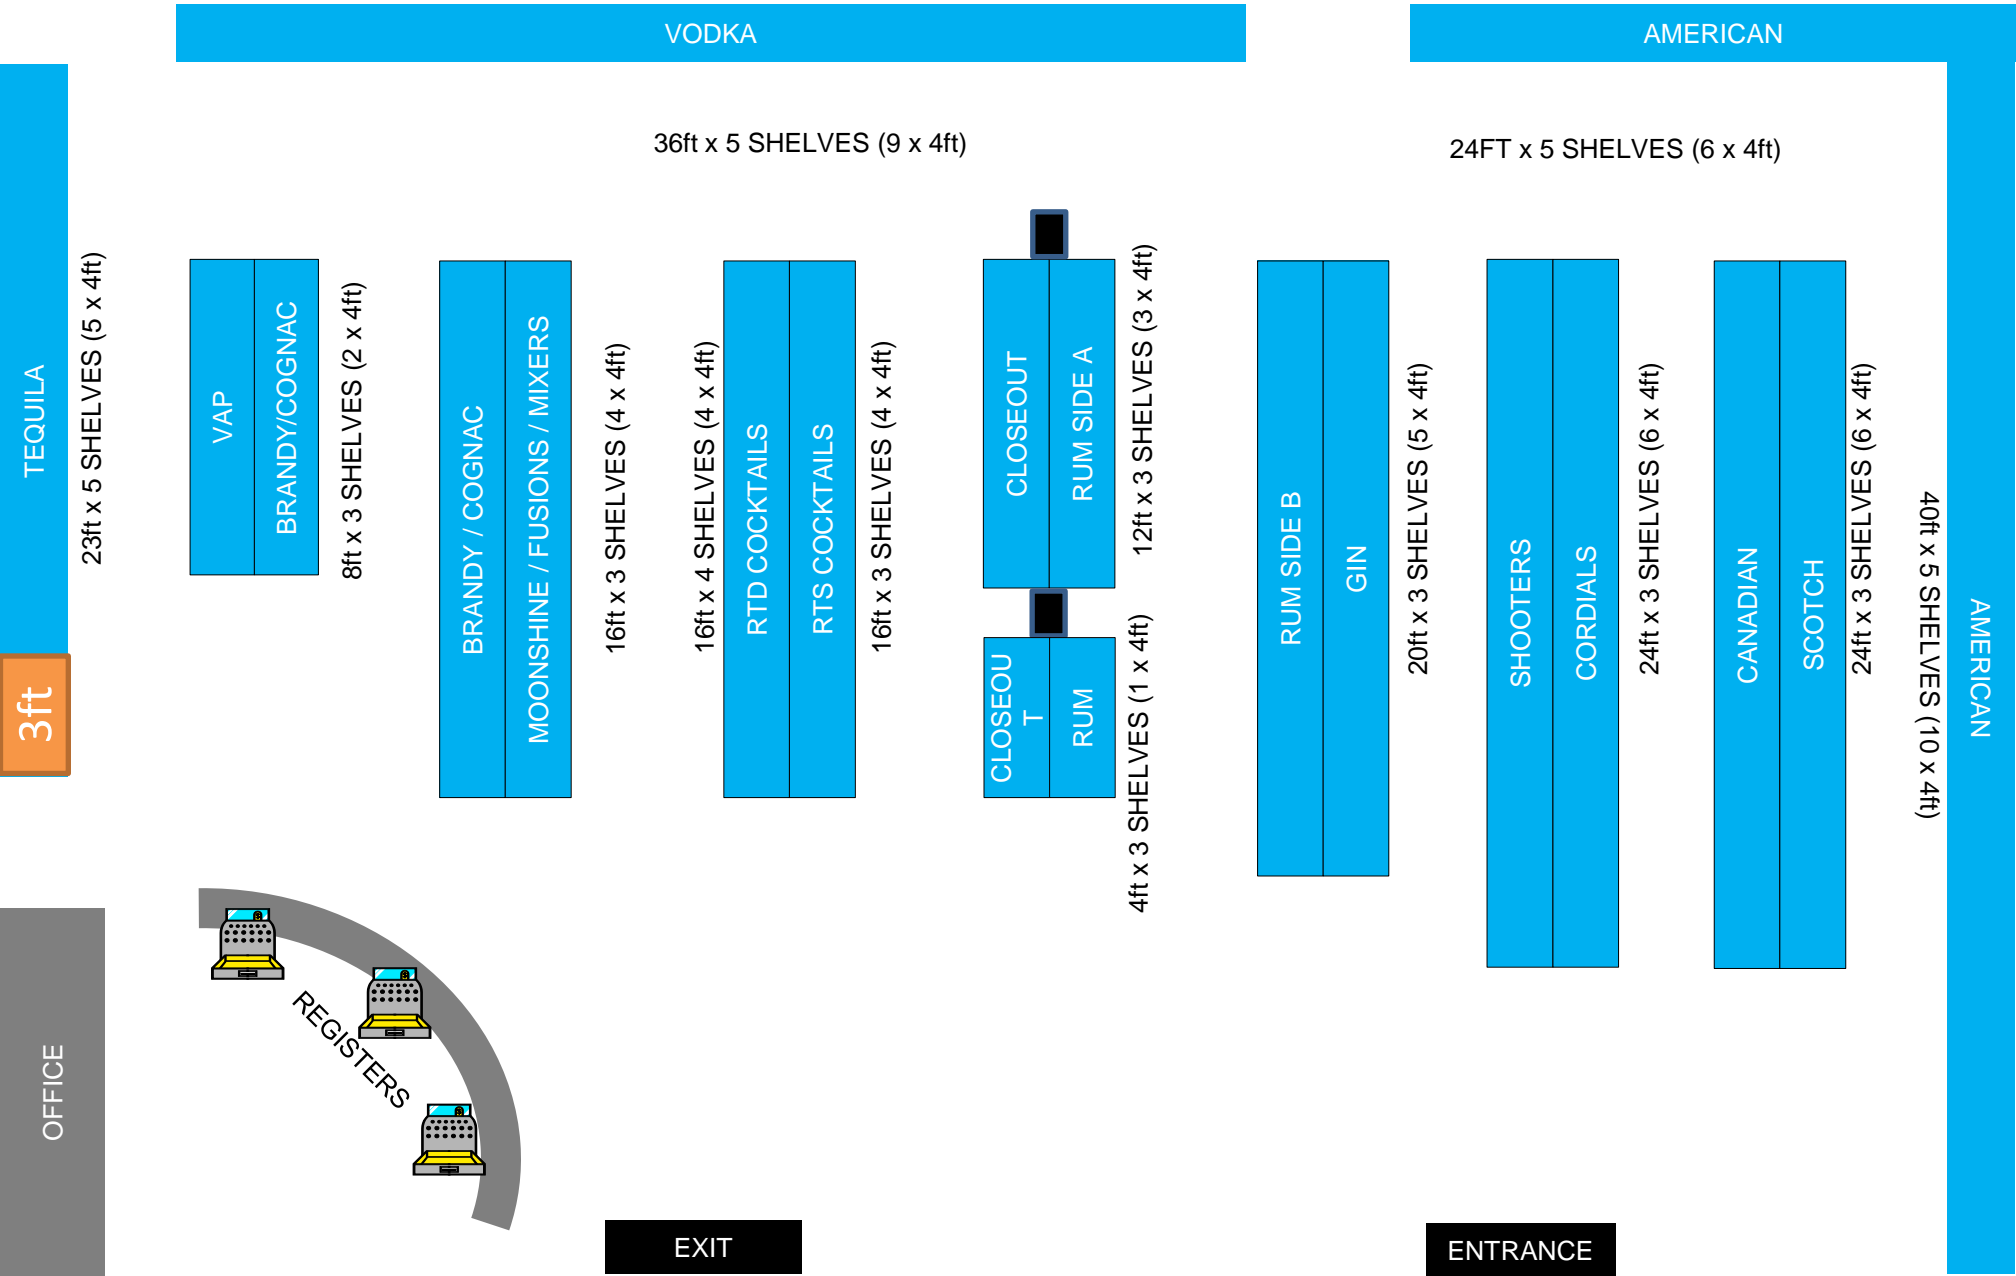 VODKA
AMERICAN
36ft x 5 SHELVES (9 x 4ft)
24FT x 5 SHELVES (6 x 4ft)
TEQUILA
23ft x 5 SHELVES (5 x 4ft)
3ft
VAP
BRANDY/COGNAC
8ft x 3 SHELVES (2 x 4ft)
BRANDY / COGNAC
MOONSHINE / FUSIONS / MIXERS
16ft x 3 SHELVES (4 x 4ft)
16ft x 4 SHELVES (4 x 4ft)
RTD COCKTAILS
RTS COCKTAILS
16ft x 3 SHELVES (4 x 4ft)
CLOSEOUT
RUM SIDE A
12ft x 3 SHELVES (3 x 4ft)
CLOSEOU
T
RUM
4ft x 3 SHELVES (1 x 4ft)
RUM SIDE B
GIN
20ft x 3 SHELVES (5 x 4ft)
SHOOTERS
CORDIALS
24ft x 3 SHELVES (6 x 4ft)
CANADIAN
SCOTCH
24ft x 3 SHELVES (6 x 4ft)
40ft x 5 SHELVES (10 x 4ft)
AMERICAN
OFFICE
REGISTERS
EXIT
ENTRANCE